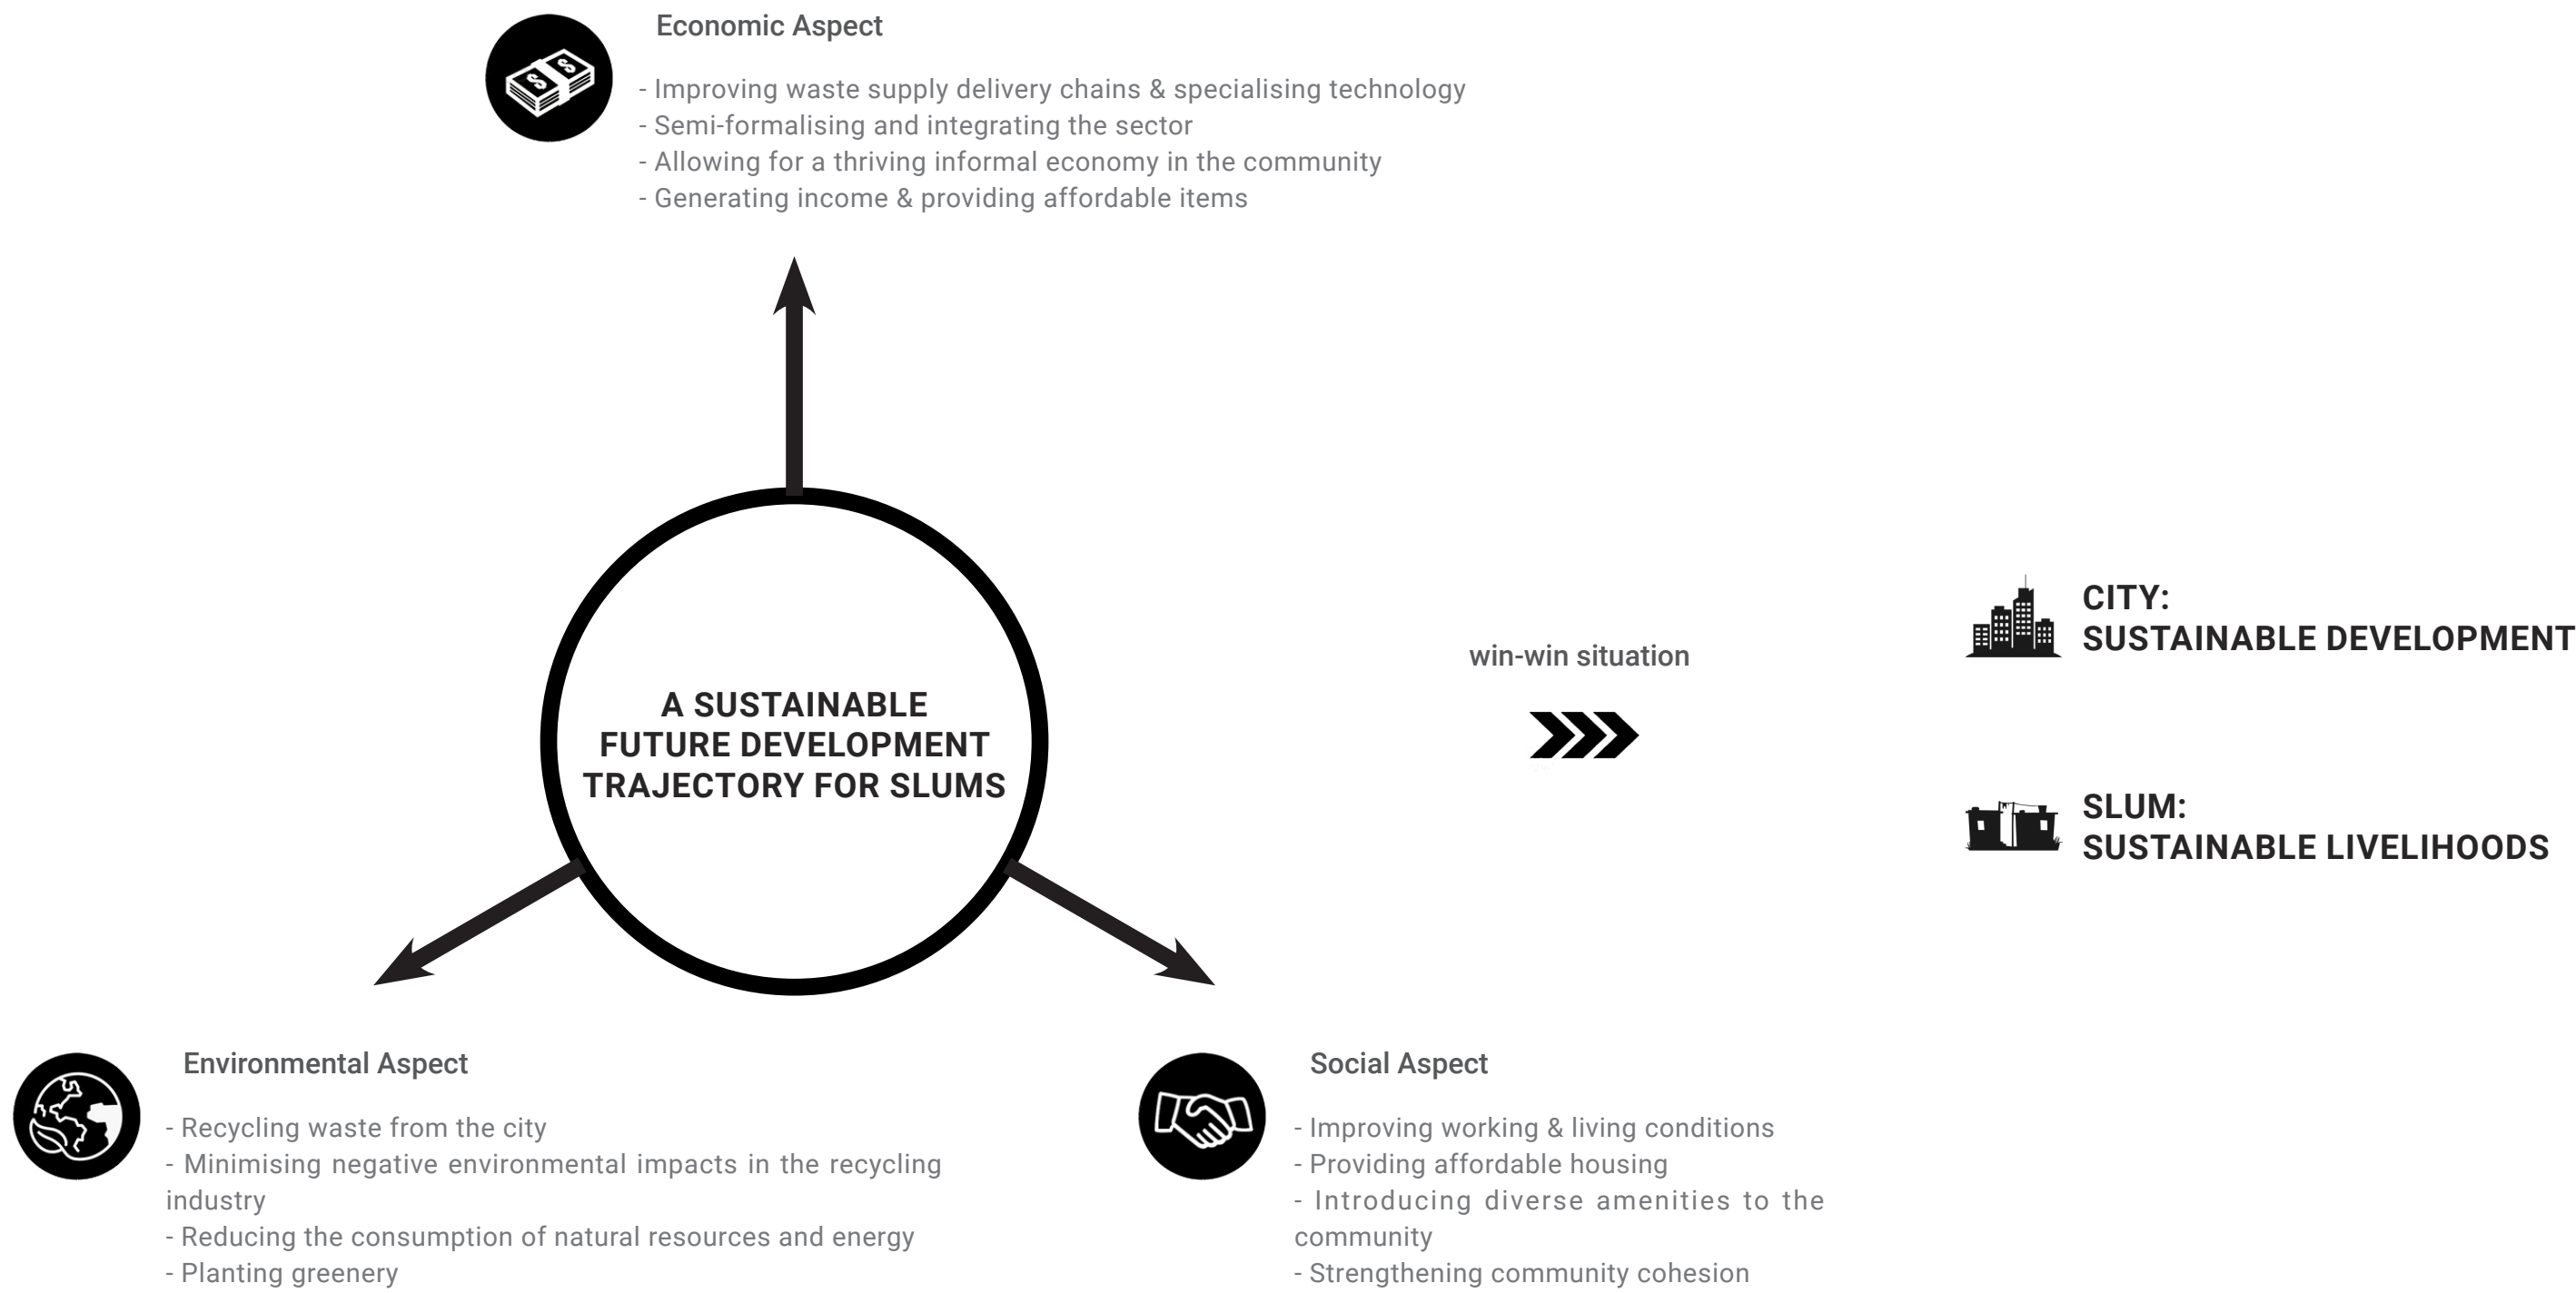 Economic Aspect
- Improving waste supply delivery chains & specialising technology
- Semi-formalising and integrating the sector
- Allowing for a thriving informal economy in the community
- Generating income & providing affordable items
A SUSTAINABLE
FUTURE DEVELOPMENT
TRAJECTORY FOR SLUMS
win-win situation
CITY:
SUSTAINABLE DEVELOPMENT
SLUM:
SUSTAINABLE LIVELIHOODS
Environmental Aspect
- Recycling waste from the city
- Minimising negative environmental impacts in the recycling
industry
- Reducing the consumption of natural resources and energy
- Planting greenery
Social Aspect
- Improving working & living conditions
- Providing affordable housing
- Introducing diverse amenities to the
community
- Strengthening community cohesion